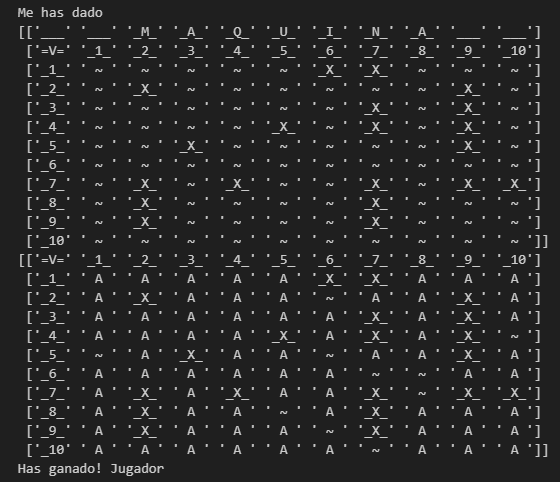 Me has dado
[['___' '___' '_M_' '_A_' '_Q_' '_U_' '_I_' '_N_' '_A_' '___' '___']
 ['=V=' '_1_' '_2_' '_3_' '_4_' '_5_' '_6_' '_7_' '_8_' '_9_' '_10']
 ['_1_' ' ~ ' ' ~ ' ' ~ ' ' ~ ' ' ~ ' '_X_' '_X_' ' ~ ' ' ~ ' ' ~ ']
 ['_2_' ' ~ ' '_X_' ' ~ ' ' ~ ' ' ~ ' ' ~ ' ' ~ ' ' ~ ' '_X_' ' ~ ']
 ['_3_' ' ~ ' ' ~ ' ' ~ ' ' ~ ' ' ~ ' ' ~ ' '_X_' ' ~ ' '_X_' ' ~ ']
 ['_4_' ' ~ ' ' ~ ' ' ~ ' ' ~ ' '_X_' ' ~ ' '_X_' ' ~ ' '_X_' ' ~ ']
 ['_5_' ' ~ ' ' ~ ' '_X_' ' ~ ' ' ~ ' ' ~ ' ' ~ ' ' ~ ' '_X_' ' ~ ']
 ['_6_' ' ~ ' ' ~ ' ' ~ ' ' ~ ' ' ~ ' ' ~ ' ' ~ ' ' ~ ' ' ~ ' ' ~ ']
 ['_7_' ' ~ ' '_X_' ' ~ ' '_X_' ' ~ ' ' ~ ' '_X_' ' ~ ' '_X_' '_X_']
 ['_8_' ' ~ ' '_X_' ' ~ ' ' ~ ' ' ~ ' ' ~ ' '_X_' ' ~ ' ' ~ ' ' ~ ']
 ['_9_' ' ~ ' '_X_' ' ~ ' ' ~ ' ' ~ ' ' ~ ' '_X_' ' ~ ' ' ~ ' ' ~ ']
 ['_10' ' ~ ' ' ~ ' ' ~ ' ' ~ ' ' ~ ' ' ~ ' ' ~ ' ' ~ ' ' ~ ' ' ~ ']]
[['=V=' '_1_' '_2_' '_3_' '_4_' '_5_' '_6_' '_7_' '_8_' '_9_' '_10']
 ['_1_' ' A ' ' A ' ' A ' ' A ' ' A ' '_X_' '_X_' ' A ' ' A ' ' A ']
 ['_2_' ' A ' '_X_' ' A ' ' A ' ' A ' ' ~ ' ' A ' ' A ' '_X_' ' A ']
 ['_3_' ' A ' ' A ' ' A ' ' A ' ' A ' ' A ' '_X_' ' A ' '_X_' ' A ']
 ['_4_' ' A ' ' A ' ' A ' ' A ' '_X_' ' A ' '_X_' ' A ' '_X_' ' ~ ']
 ['_5_' ' ~ ' ' A ' '_X_' ' A ' ' A ' ' ~ ' ' A ' ' A ' '_X_' ' A ']
 ['_6_' ' A ' ' A ' ' A ' ' A ' ' A ' ' A ' ' ~ ' ' ~ ' ' A ' ' A ']
 ['_7_' ' A ' '_X_' ' A ' '_X_' ' A ' ' A ' '_X_' ' ~ ' '_X_' '_X_']
 ['_8_' ' A ' '_X_' ' A ' ' A ' ' ~ ' ' A ' '_X_' ' A ' ' A ' ' A ']
 ['_9_' ' A ' '_X_' ' A ' ' A ' ' A ' ' ~ ' '_X_' ' A ' ' A ' ' A ']
 ['_10' ' A ' ' A ' ' A ' ' A ' ' A ' ' A ' ' ~ ' ' A ' ' A ' ' A ']]
Has ganado! Jugador